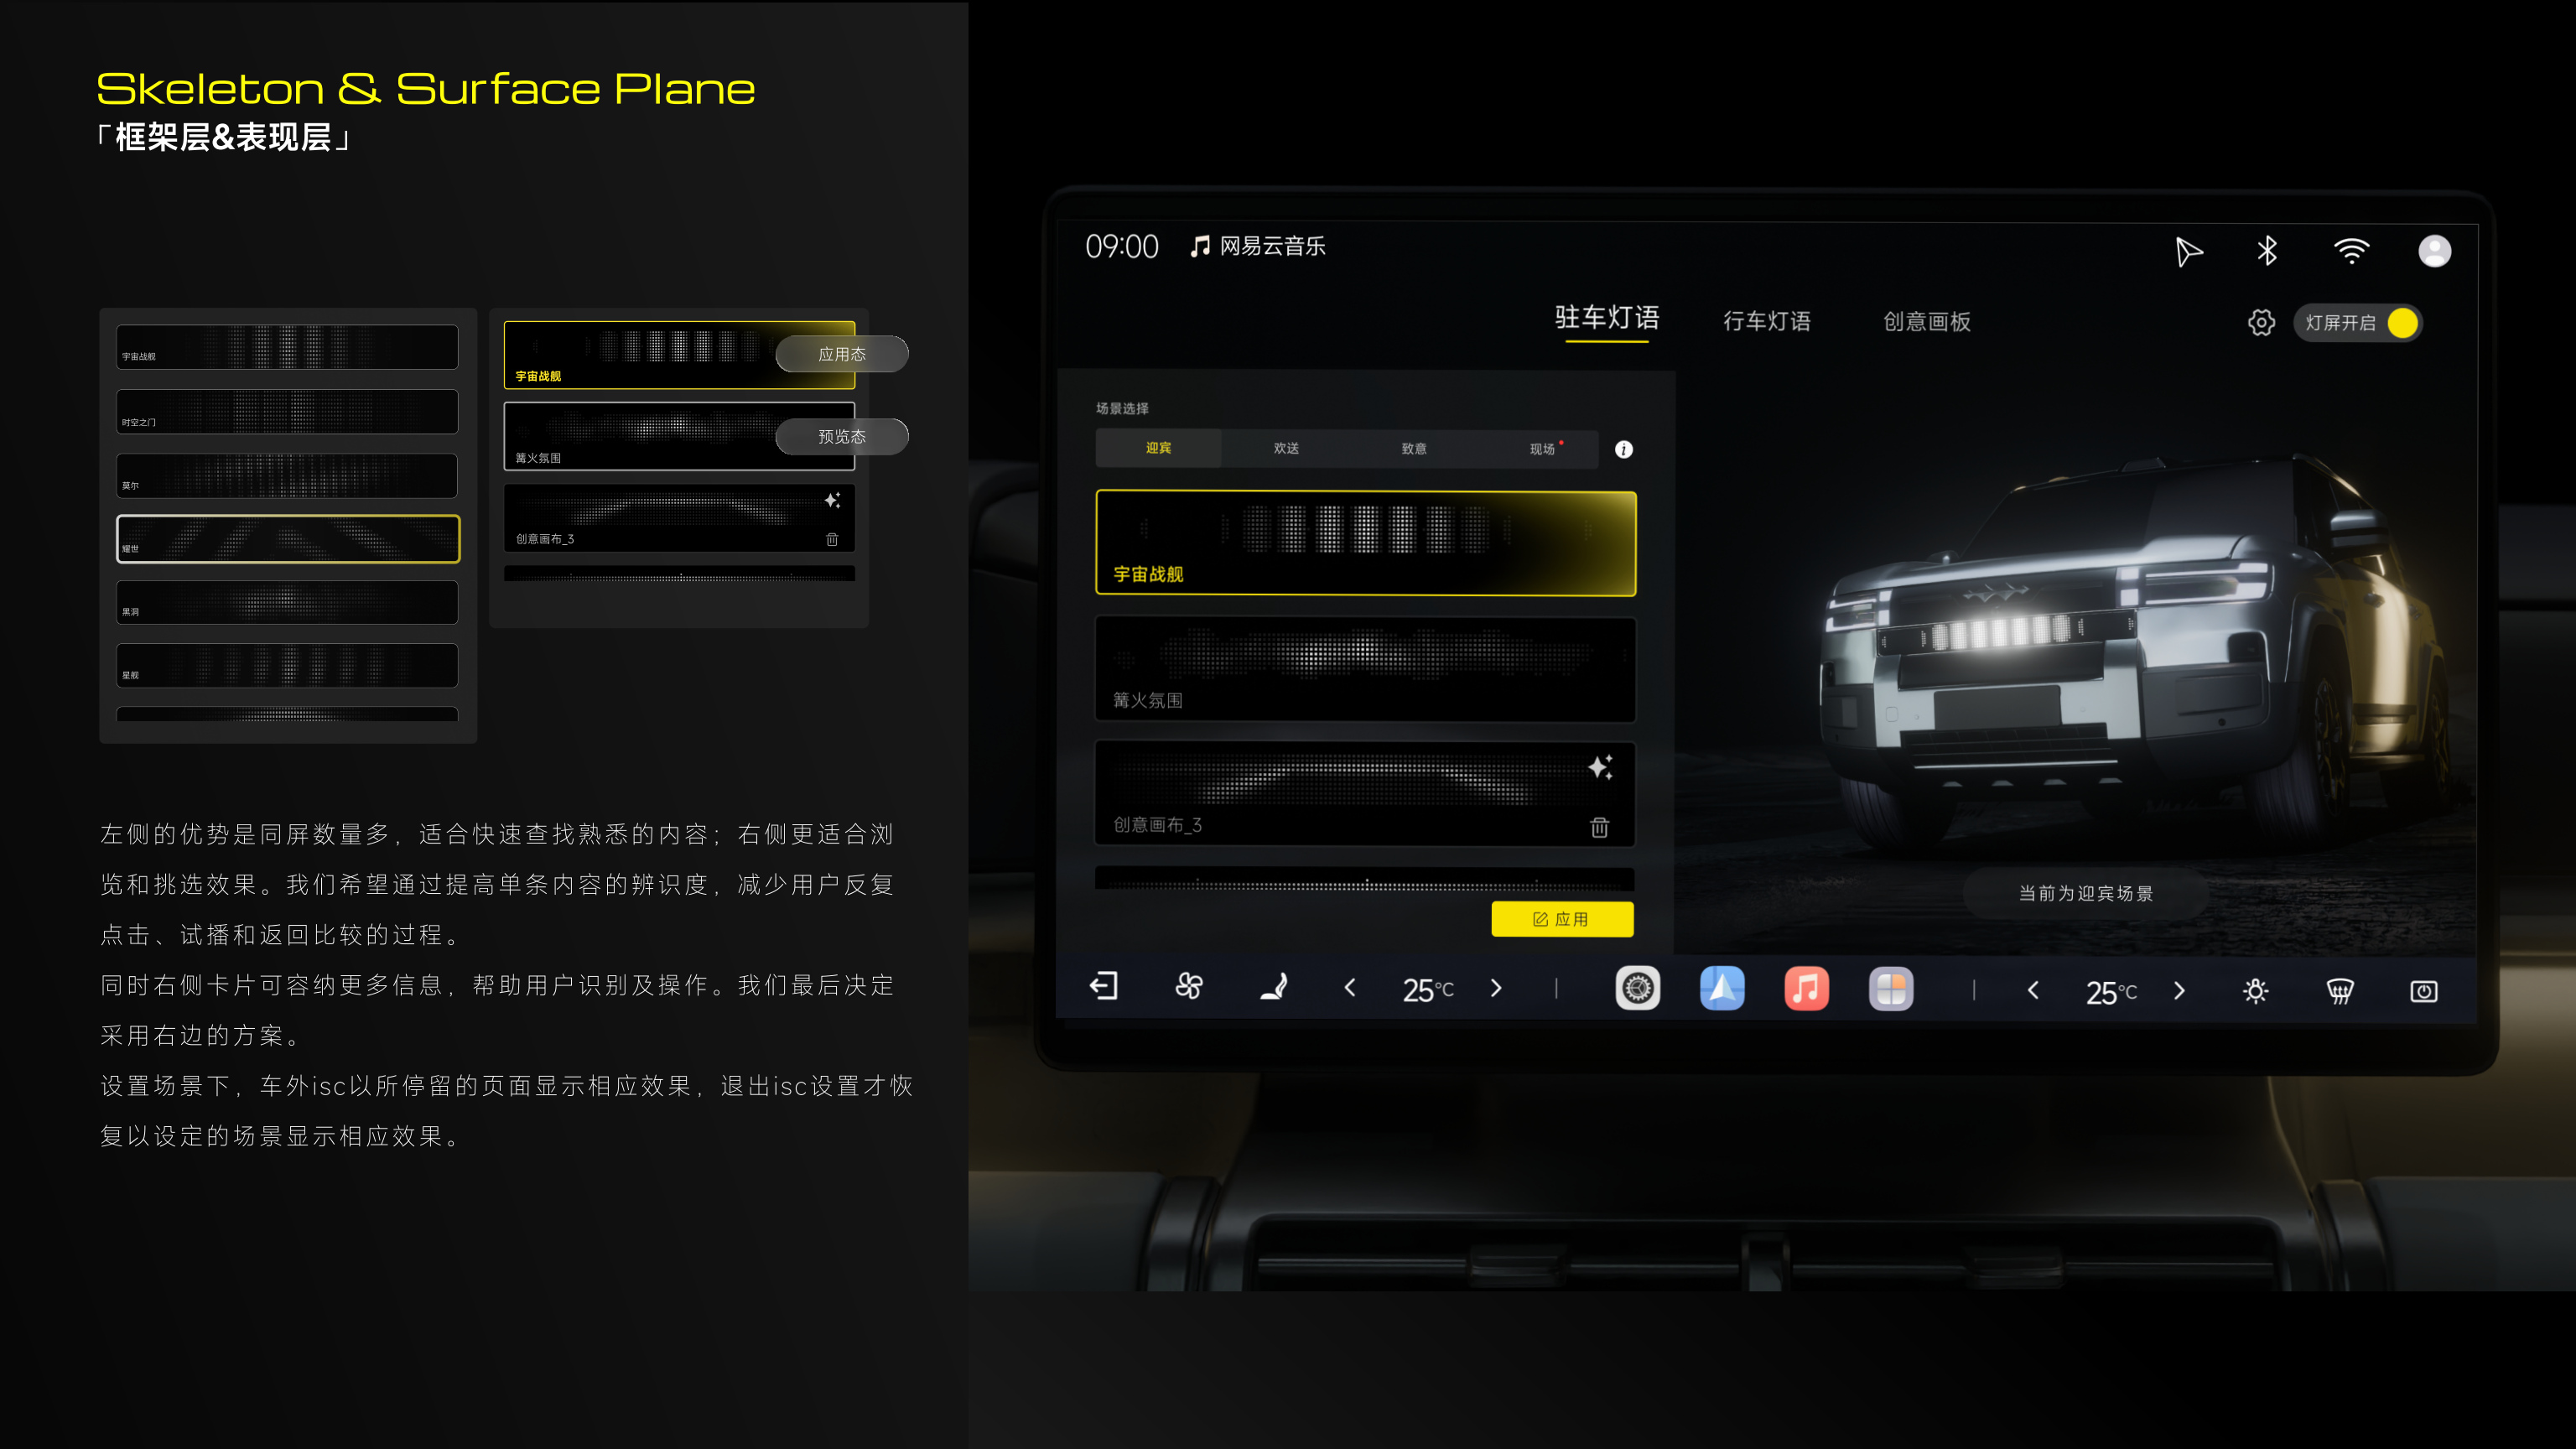 Skeleton & Surface Plane
「框架层&表现层」
宇宙战舰
时空之门
莫尔
耀世
黑洞
星舰
宇宙战舰
应用态
篝火氛围
预览态
创意画布_3
左侧的优势是同屏数量多，适合快速查找熟悉的内容；右侧更适合浏
览和挑选效果。我们希望通过提高单条内容的辨识度，减少用户反复
点击、试播和返回比较的过程。
同时右侧卡片可容纳更多信息，帮助用户识别及操作。我们最后决定
采用右边的方案。
设置场景下，车外isc以所停留的页面显示相应效果，退出isc设置才恢
复以设定的场景显示相应效果。
09:00 网易云音乐
驻车灯语 行车灯语 创意画板
灯屏开启
场景选择
迎宾 欢送 致意 现场
宇宙战舰
篝火氛围
创意画布_3
应用
当前为迎宾场景
25°C
25°C